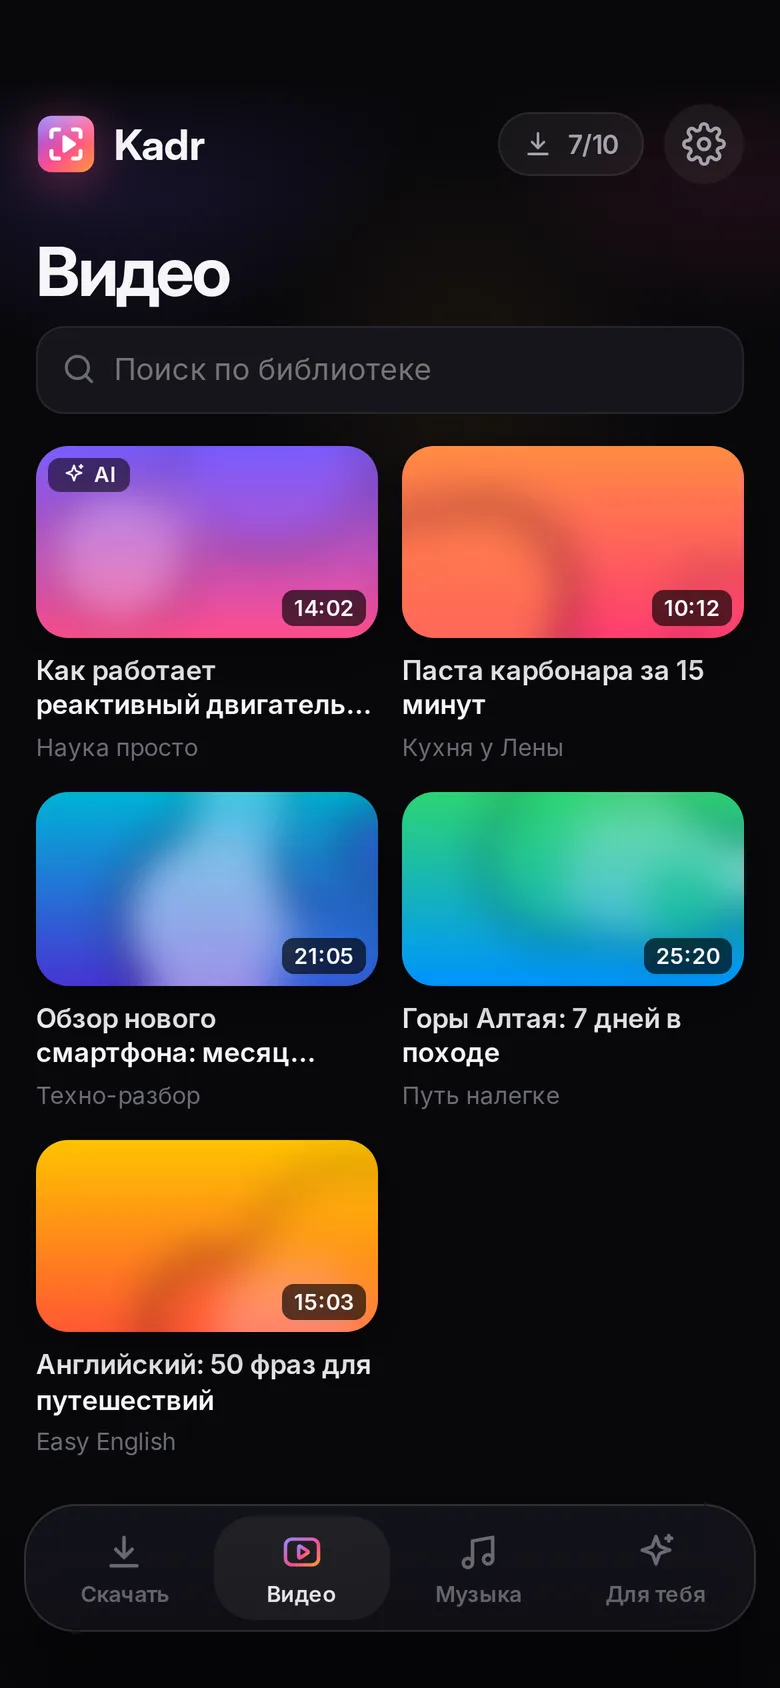 Kadr
7/10
Видео
Поиск по библиотеке
AI
14:02
10:12
Как работает
реактивный двигатель...
Наука просто
Паста карбонара за 15
минут
Кухня у Лены
21:05
25:20
Обзор нового
смартфона: месяц...
Техно-разбор
Горы Алтая: 7 дней в
походе
Путь налегке
15:03
Английский: 50 фраз для
путешествий
Easy English
Скачать
Видео
Музыка
Для тебя